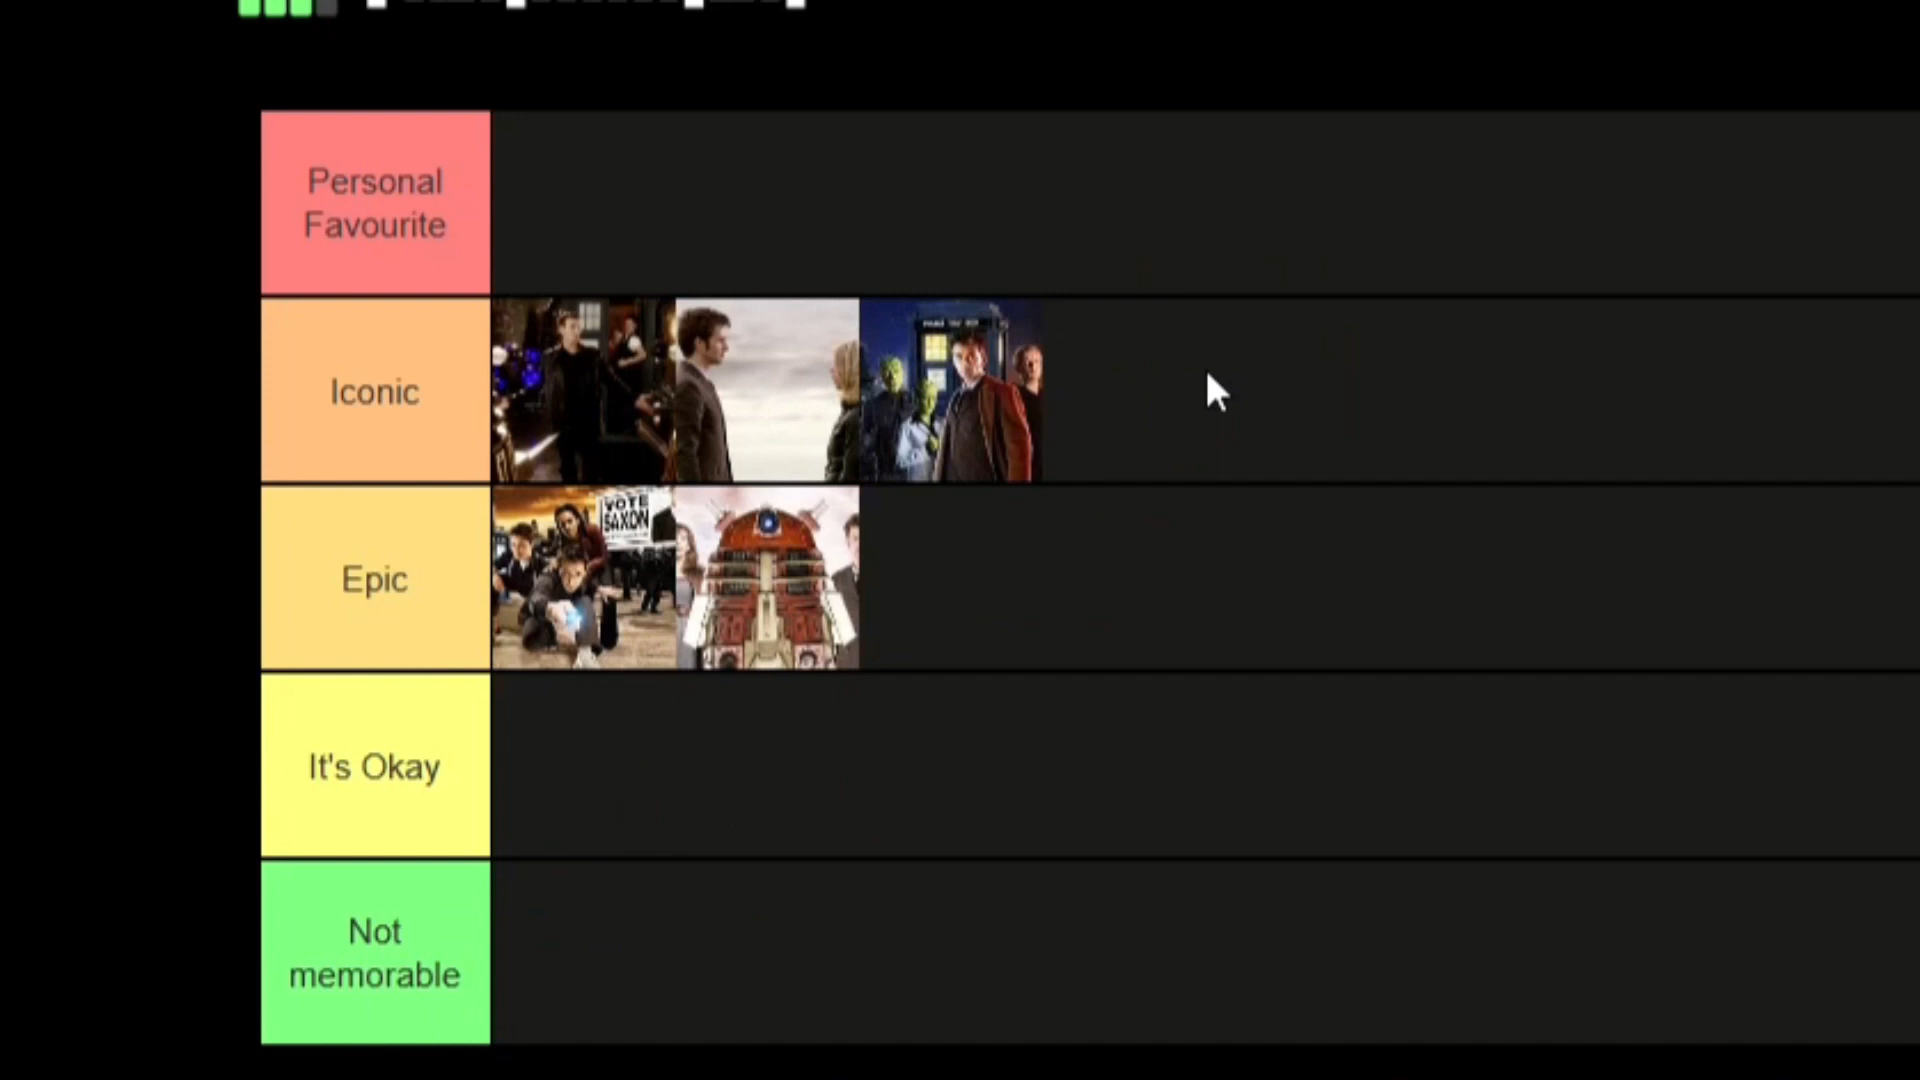 Personal
Favourite
Iconic
VOTE
SAXON
Epic
It's Okay
Not
memorable